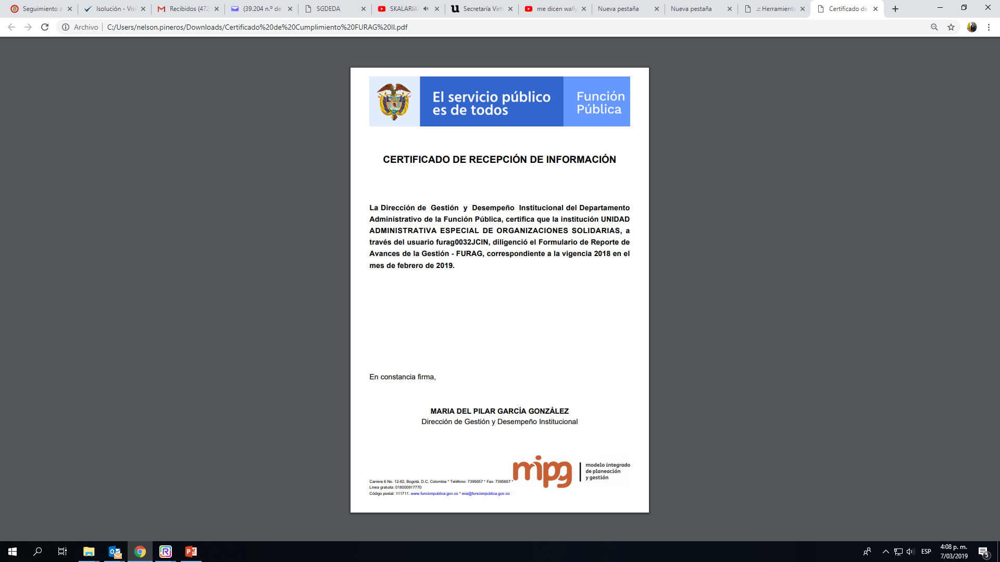 Seguimiento a
Isolución - Visu
Recibidos (472
(39.204 n.º de
SGDEDA
SKALARIA
Secretaría Virtu
me dicen wally
Nueva pestaña
Nueva pestaña
.:: Herramienta
Certificado de
Archivo
C:/Users/nelson.pineros/Downloads/Certificado%20de%20Cumplimiento%20FURAG%20II.pdf
El servicio público
es de todos
Función
Pública
CERTIFICADO DE RECEPCIÓN DE INFORMACIÓN
La Dirección de Gestión y Desempeño Institucional del Departamento
Administrativo de la Función Pública, certifica que la institución UNIDAD
ADMINISTRATIVA ESPECIAL DE ORGANIZACIONES SOLIDARIAS, a
través del usuario furag0032JCIN, diligenció el Formulario de Reporte de
Avances de la Gestión - FURAG, correspondiente a la vigencia 2018 en el
mes de febrero de 2019.
En constancia firma,
MARIA DEL PILAR GARCÍA GONZÁLEZ
Dirección de Gestión y Desempeño Institucional
mipg
modelo integrado
de planeación
y gestión
Carrera 6 No. 12-62, Bogotá, D.C, Colombia * Teléfono: 7395657 * Fax: 7395657 *
Linea gratuita: 018000917770
Código postal: 111711. www.funcionpublica.gov.co * eva@funcionpublica.gov.co
ESP
4:08 p. m.
7/03/2019
5